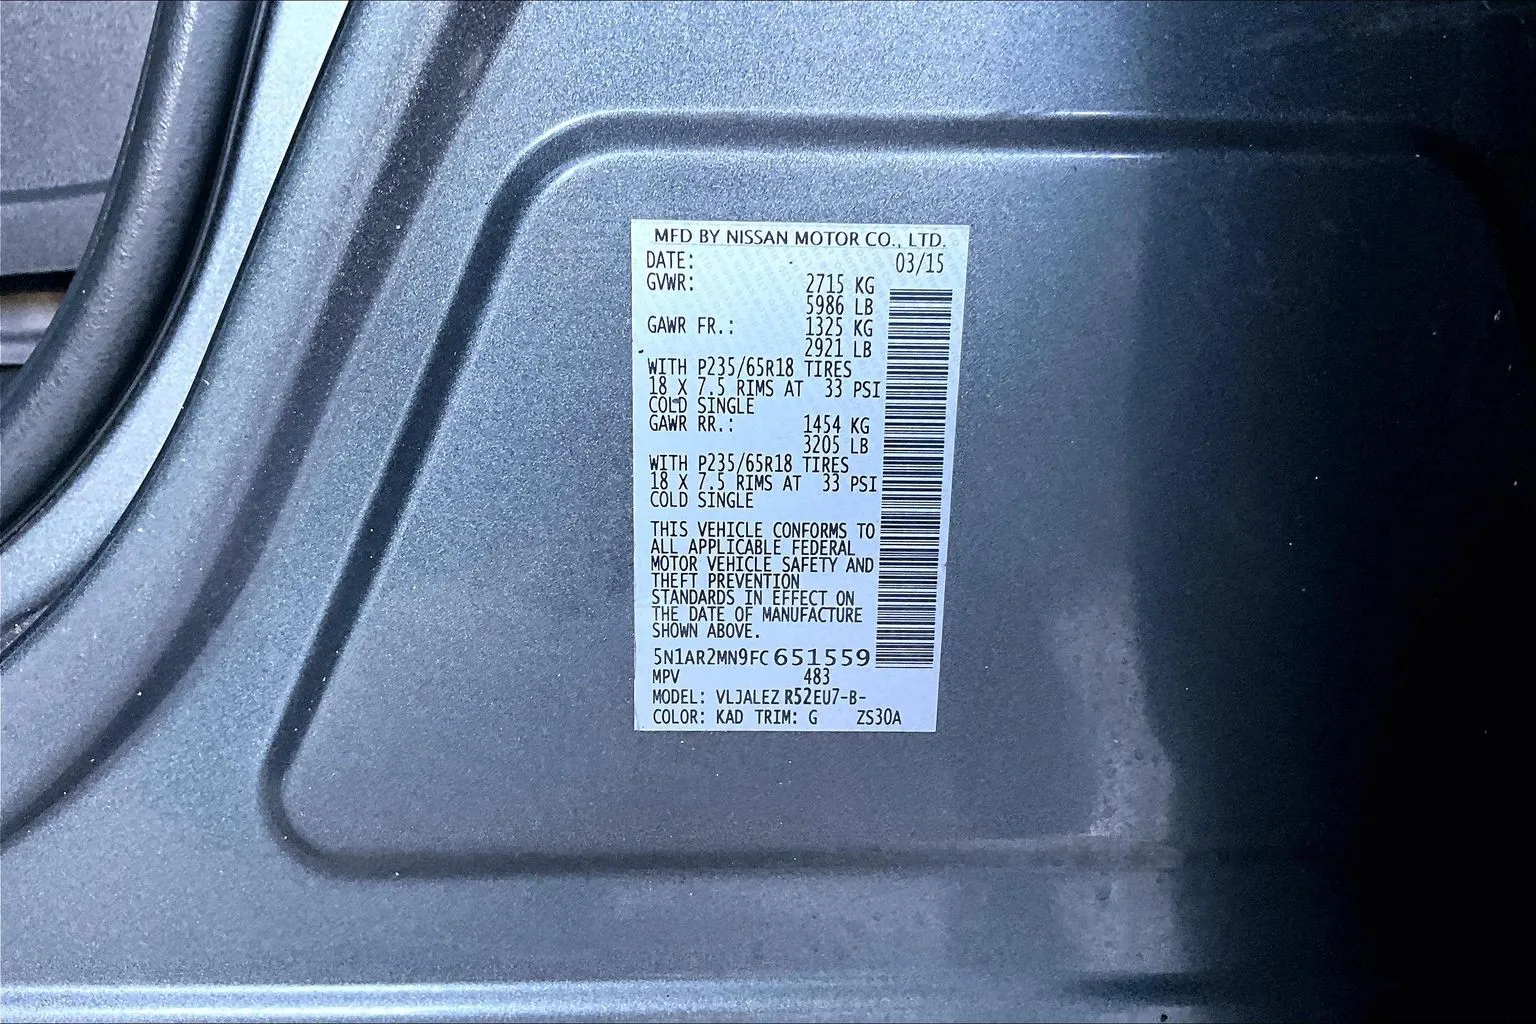 MFD BY NISSAN MOTOR CO., LTD.
DATE: 03/15
GVWR: 2715 KG
5986 LB
GAWR FR.: 1325 KG
2921 LB
WITH P235/65R18 TIRES
18 X 7.5 RIMS AT 33 PSI
COLD SINGLE
GAWR RR.: 1454 KG
3205 LB
WITH P235/65R18 TIRES
18 X 7.5 RIMS AT 33 PSI
COLD SINGLE
THIS VEHICLE CONFORMS TO
ALL APPLICABLE FEDERAL
MOTOR VEHICLE SAFETY AND
THEFT PREVENTION
STANDARDS IN EFFECT ON
THE DATE OF MANUFACTURE
SHOWN ABOVE.
5N1AR2MN9FC651559
MPV 483
MODEL: VLJALEZ R52EU7-B-
COLOR: KAD TRIM: G ZS30A